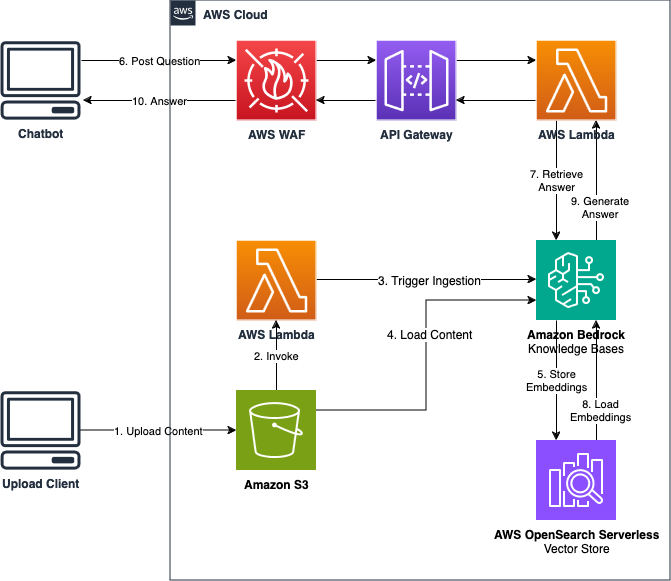 aws
AWS Cloud
6. Post Question
10. Answer
Chatbot
AWS WAF
API Gateway
AWS Lambda
7. Retrieve
Answer
9. Generate
Answer
3. Trigger Ingestion
AWS Lambda
4. Load Content
Amazon Bedrock
Knowledge Bases
2. Invoke
5. Store
Embeddings
8. Load
Embeddings
1. Upload Content
Upload Client
Amazon S3
AWS OpenSearch Serverless
Vector Store